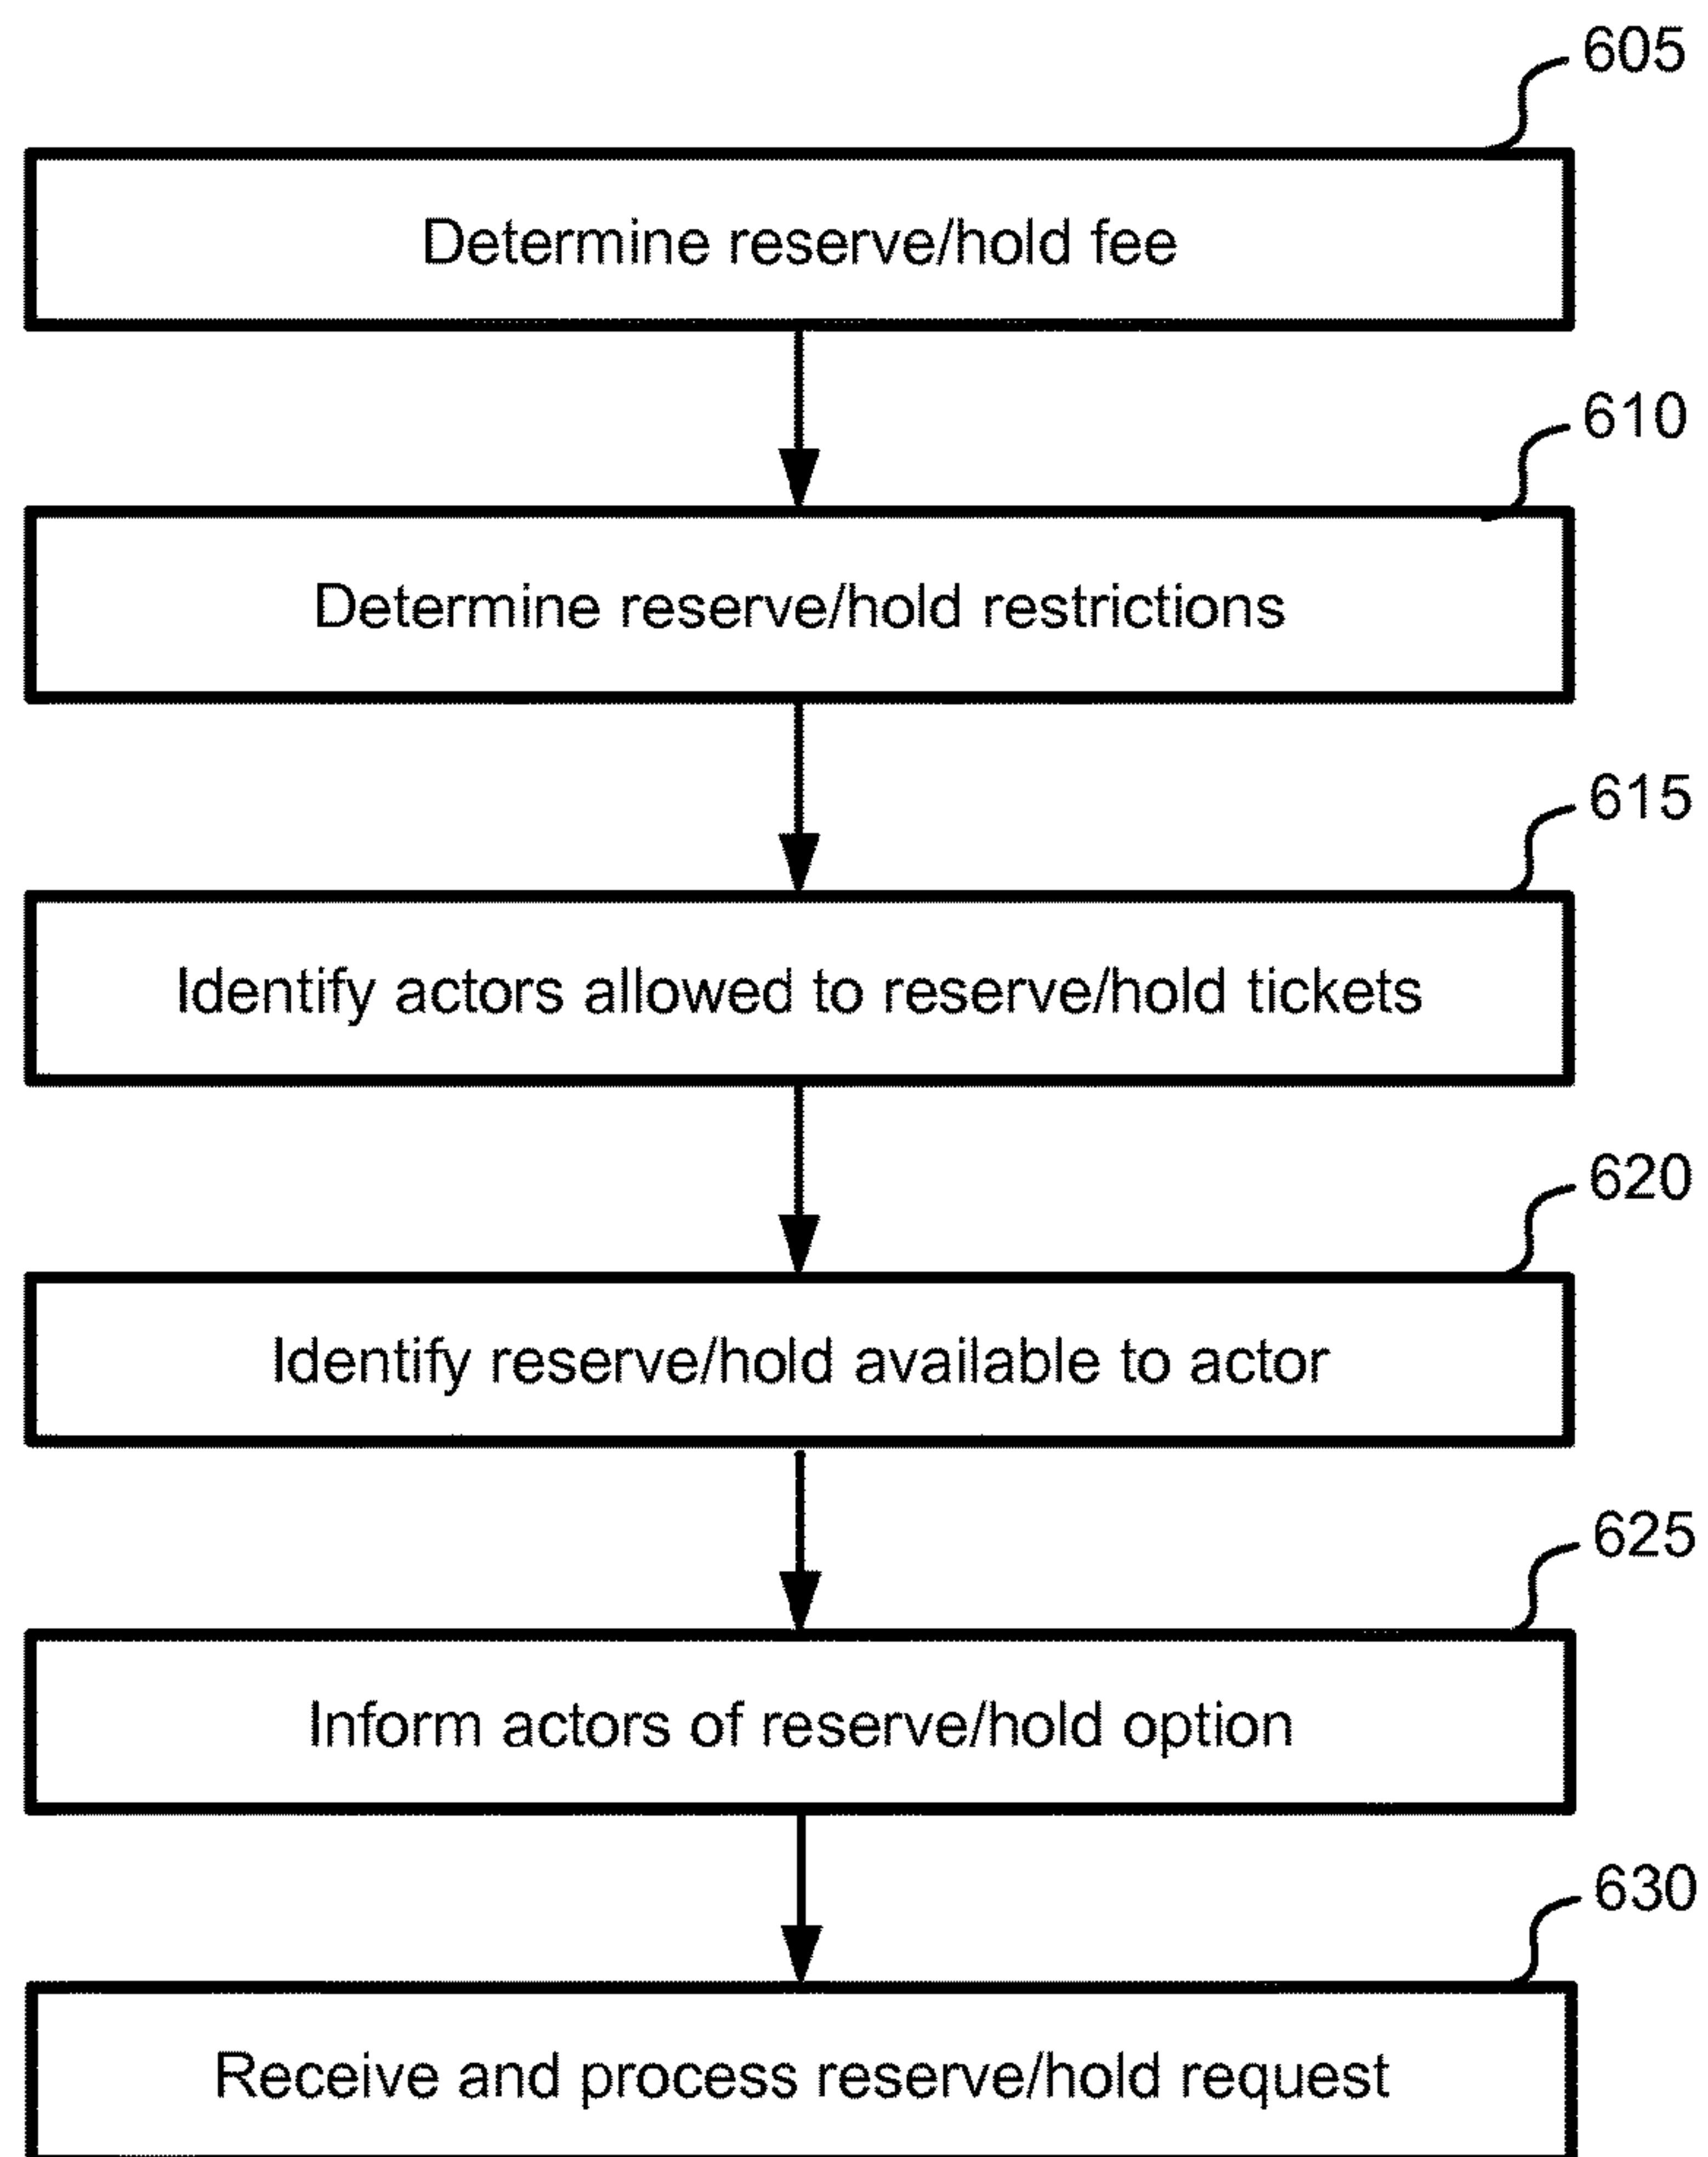 605
Determine reserve/hold fee
610
Determine reserve/hold restrictions
615
Identify actors allowed to reserve/hold tickets
620
Identify reserve/hold available to actor
625
Inform actors of reserve/hold option
630
Receive and process reserve/hold request